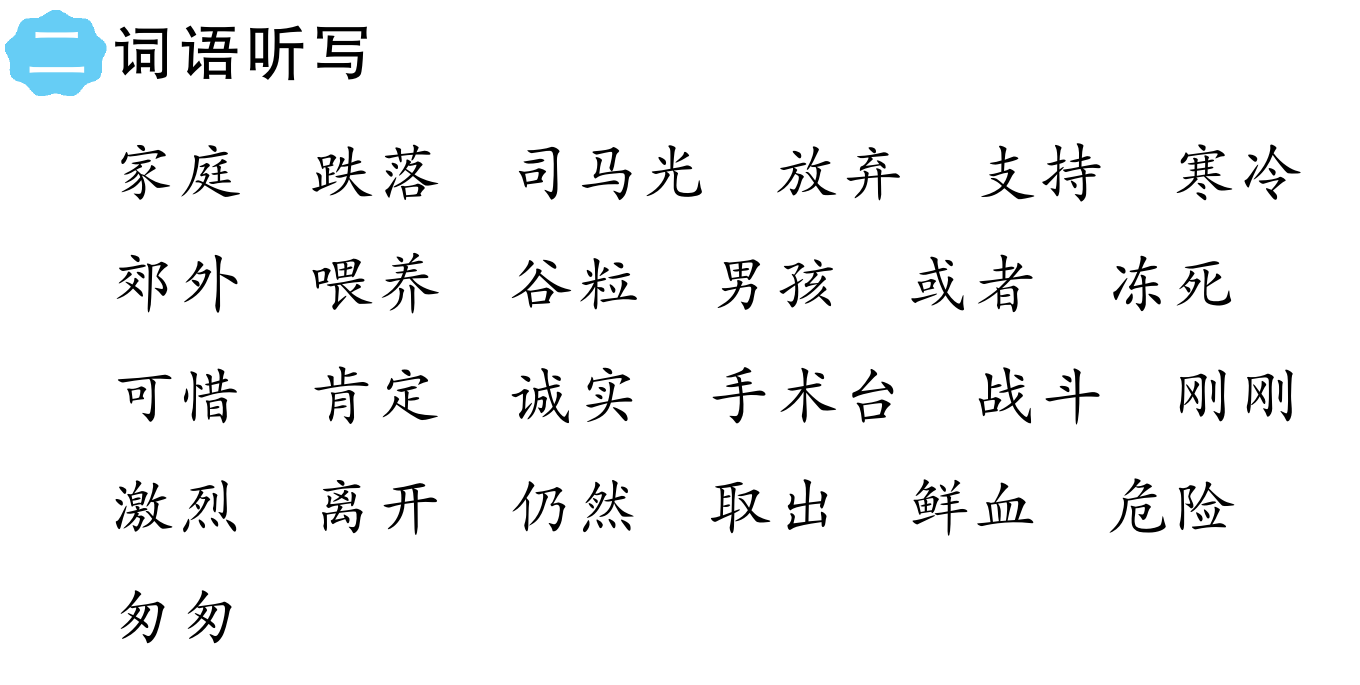 二 词语听写
家庭 跌落 司马光 放弃 支持 寒冷
郊外 喂养 谷粒 男孩 或者 冻死
可惜 肯定 诚实 手术台 战斗 刚刚
激烈 离开 仍然 取出 鲜血 危险
匆匆